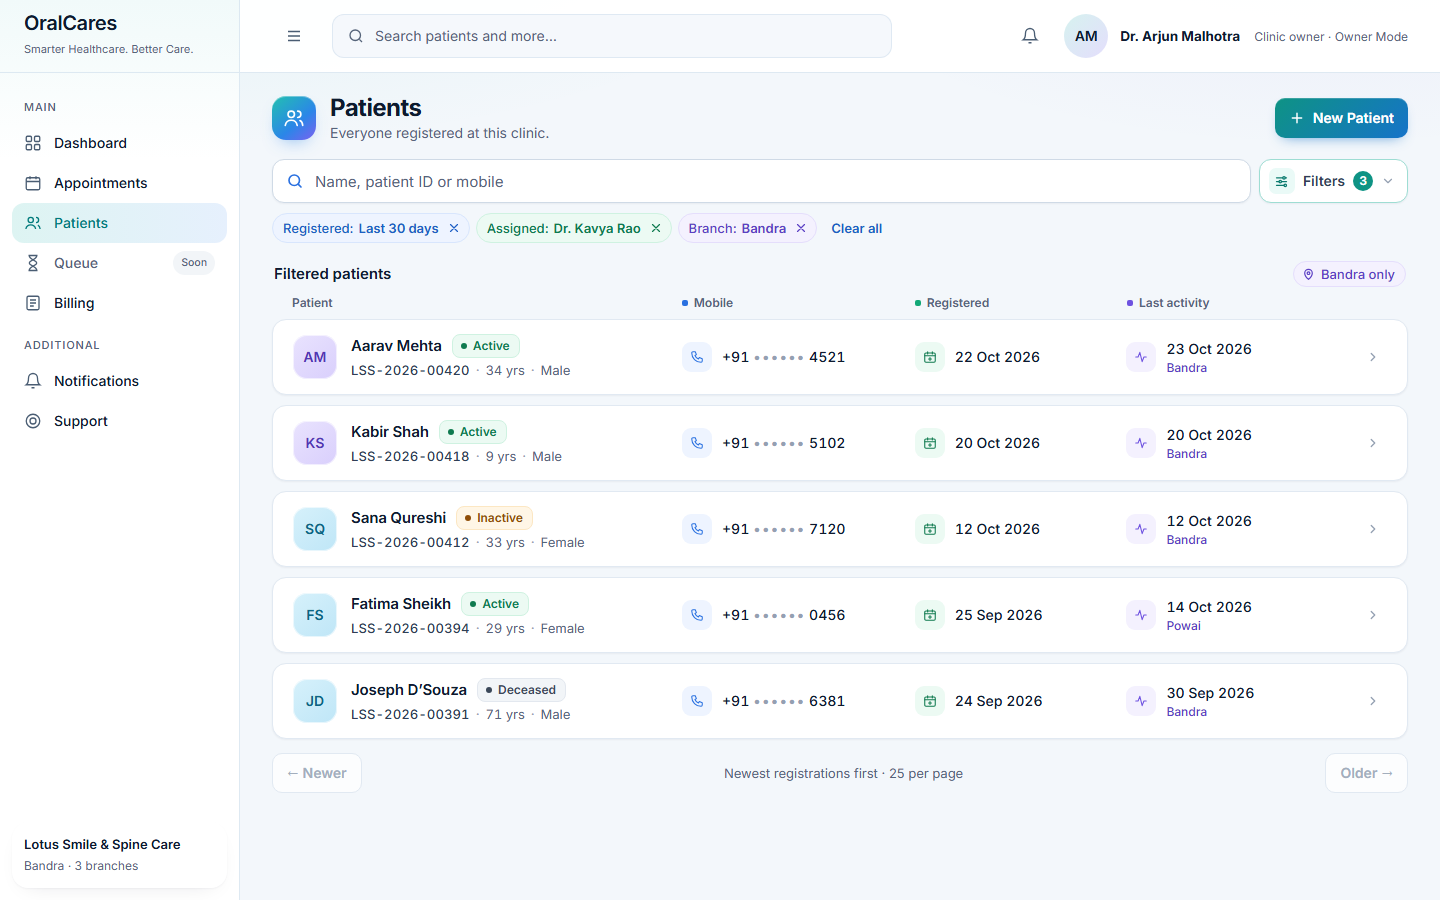 OralCares
Smarter Healthcare. Better Care.
Search patients and more...
AM
Dr. Arjun Malhotra
Clinic owner · Owner Mode
MAIN
Dashboard
Appointments
Patients
Queue
Soon
Billing
ADDITIONAL
Notifications
Support
Lotus Smile & Spine Care
Bandra · 3 branches
Patients
Everyone registered at this clinic.
+ New Patient
Name, patient ID or mobile
Filters 3
Registered: Last 30 days ×
Assigned: Dr. Kavya Rao ×
Branch: Bandra ×
Clear all
Filtered patients
Bandra only
Patient
Mobile
Registered
Last activity
AM
Aarav Mehta
Active
LSS-2026-00420 · 34 yrs · Male
+91 •••••• 4521
22 Oct 2026
23 Oct 2026
Bandra
KS
Kabir Shah
Active
LSS-2026-00418 · 9 yrs · Male
+91 •••••• 5102
20 Oct 2026
20 Oct 2026
Bandra
SQ
Sana Qureshi
Inactive
LSS-2026-00412 · 33 yrs · Female
+91 •••••• 7120
12 Oct 2026
12 Oct 2026
Bandra
FS
Fatima Sheikh
Active
LSS-2026-00394 · 29 yrs · Female
+91 •••••• 0456
25 Sep 2026
14 Oct 2026
Powai
JD
Joseph D’Souza
Deceased
LSS-2026-00391 · 71 yrs · Male
+91 •••••• 6381
24 Sep 2026
30 Sep 2026
Bandra
← Newer
Newest registrations first · 25 per page
Older →